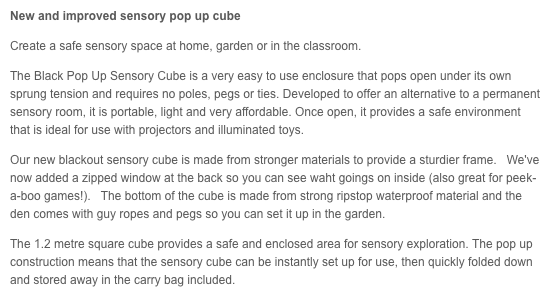 New and improved sensory pop up cube
Create a safe sensory space at home, garden or in the classroom.
The Black Pop Up Sensory Cube is a very easy to use enclosure that pops open under its own
sprung tension and requires no poles, pegs or ties. Developed to offer an alternative to a permanent
sensory room, it is portable, light and very affordable. Once open, it provides a safe environment
that is ideal for use with projectors and illuminated toys.
Our new blackout sensory cube is made from stronger materials to provide a sturdier frame.   We've
now added a zipped window at the back so you can see waht goings on inside (also great for peek-
a-boo games!).   The bottom of the cube is made from strong ripstop waterproof material and the
den comes with guy ropes and pegs so you can set it up in the garden.
The 1.2 metre square cube provides a safe and enclosed area for sensory exploration. The pop up
construction means that the sensory cube can be instantly set up for use, then quickly folded down
and stored away in the carry bag included.